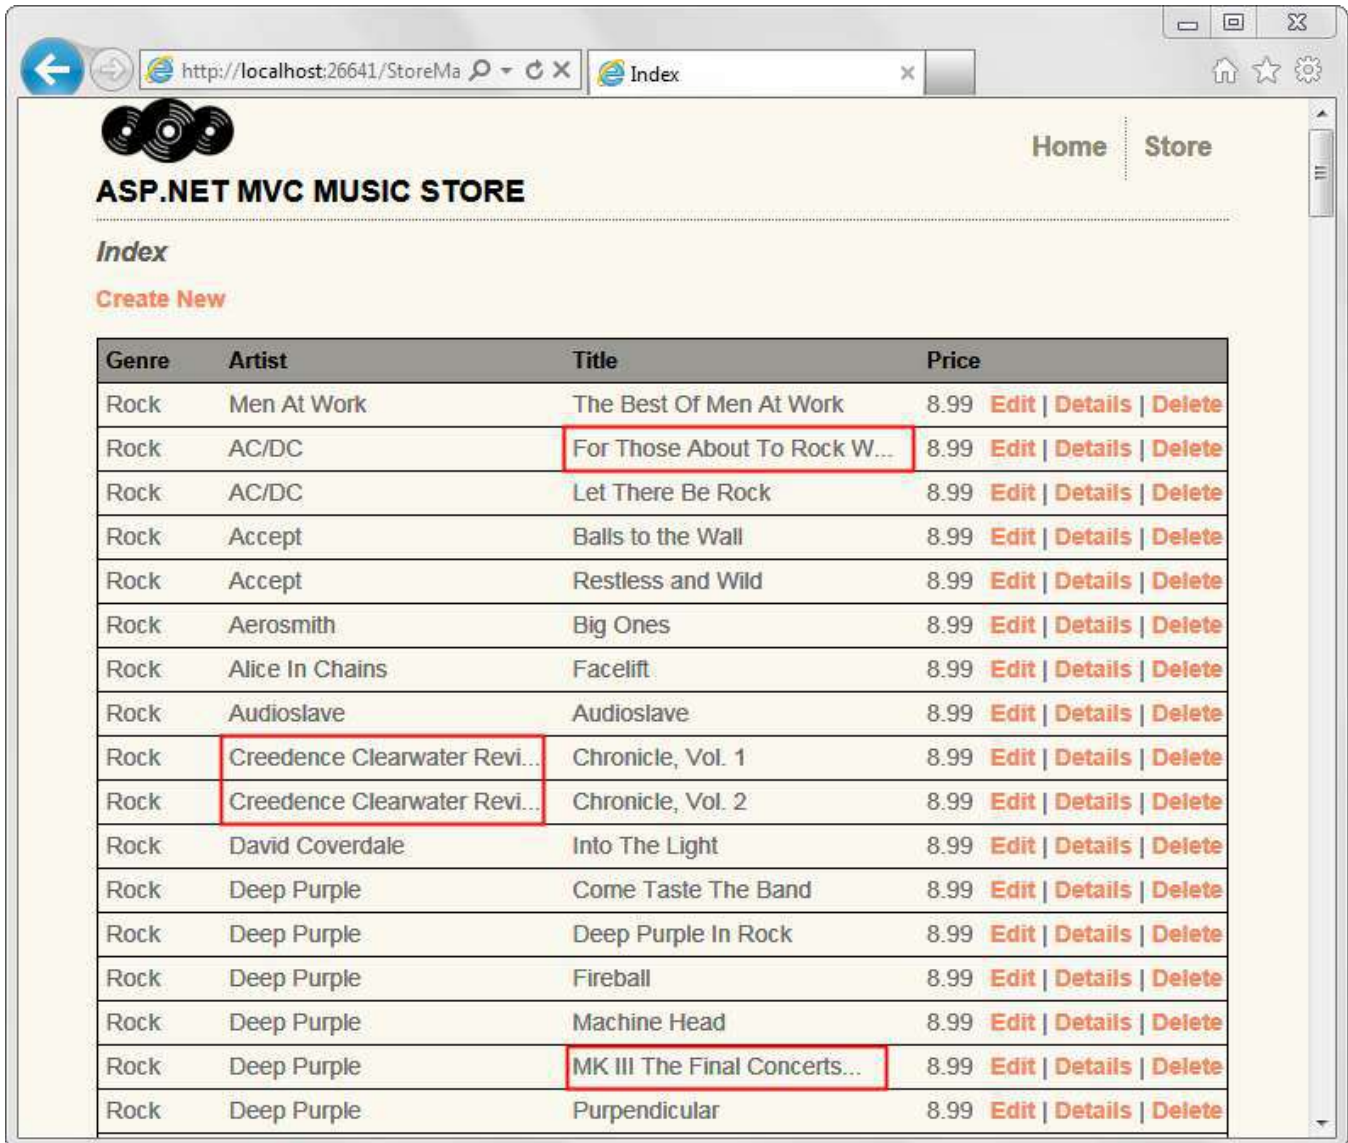 http://localhost:26641/StoreMa
Index
Home
Store
ASP.NET MVC MUSIC STORE
Index
Create New
Genre Artist Title Price
Rock Men At Work The Best Of Men At Work 8.99 Edit | Details | Delete
Rock AC/DC For Those About To Rock W... 8.99 Edit | Details | Delete
Rock AC/DC Let There Be Rock 8.99 Edit | Details | Delete
Rock Accept Balls to the Wall 8.99 Edit | Details | Delete
Rock Accept Restless and Wild 8.99 Edit | Details | Delete
Rock Aerosmith Big Ones 8.99 Edit | Details | Delete
Rock Alice In Chains Facelift 8.99 Edit | Details | Delete
Rock Audioslave Audioslave 8.99 Edit | Details | Delete
Rock Creedence Clearwater Revi... Chronicle, Vol. 1 8.99 Edit | Details | Delete
Rock Creedence Clearwater Revi... Chronicle, Vol. 2 8.99 Edit | Details | Delete
Rock David Coverdale Into The Light 8.99 Edit | Details | Delete
Rock Deep Purple Come Taste The Band 8.99 Edit | Details | Delete
Rock Deep Purple Deep Purple In Rock 8.99 Edit | Details | Delete
Rock Deep Purple Fireball 8.99 Edit | Details | Delete
Rock Deep Purple Machine Head 8.99 Edit | Details | Delete
Rock Deep Purple MK III The Final Concerts... 8.99 Edit | Details | Delete
Rock Deep Purple Purpendicular 8.99 Edit | Details | Delete